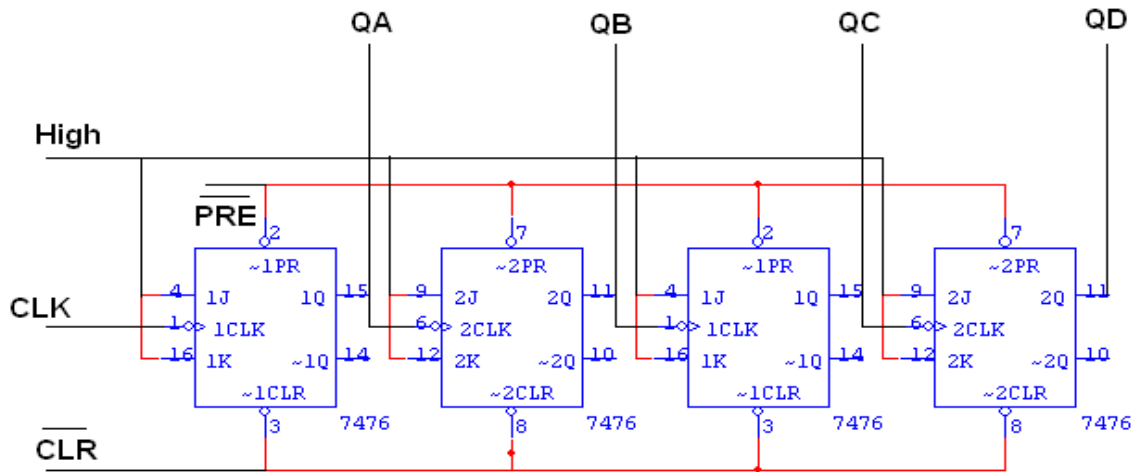 QA QB QC QD
High
PRE
2 7 2 7
~1PR ~2PR ~1PR ~2PR
4 1J 1Q 15 9 2J 2Q 11 4 1J 1Q 15 9 2J 2Q 11
CLK 1 1CLK 6 2CLK 1 1CLK 6 2CLK
16 1K ~1Q 14 12 2K ~2Q 10 16 1K ~1Q 14 12 2K ~2Q 10
~1CLR ~2CLR ~1CLR ~2CLR
3 7476 8 7476 3 7476 8 7476
CLR